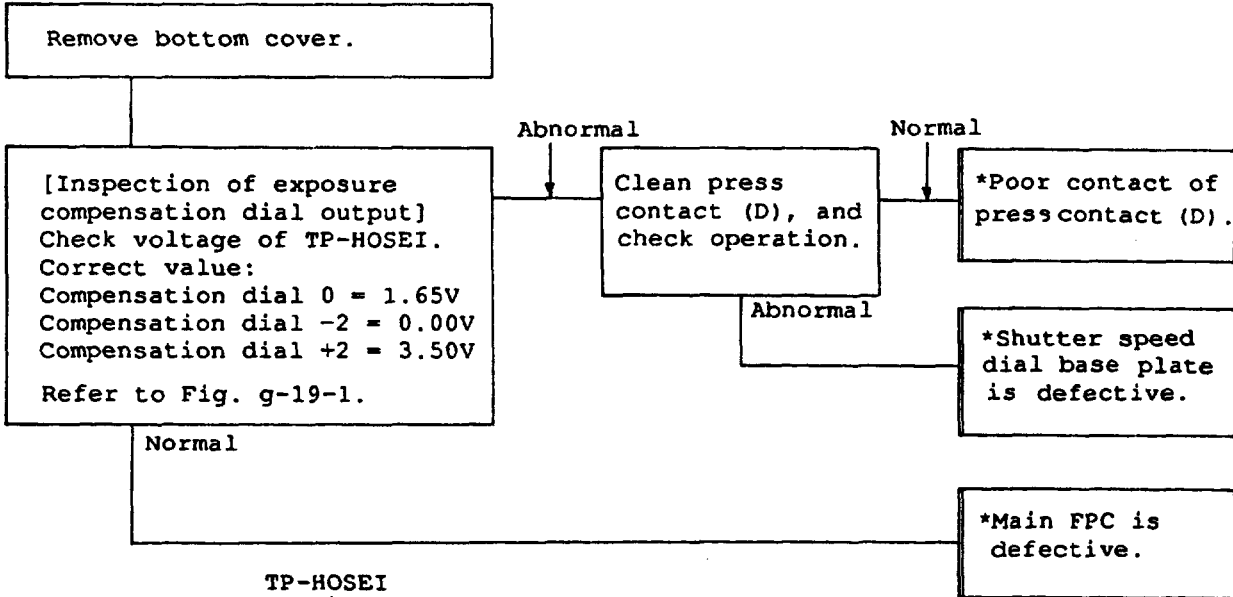 Remove bottom cover.
Abnormal
Normal
[Inspection of exposure
compensation dial output]
Check voltage of TP-HOSEI.
Correct value:
Compensation dial 0 = 1.65V
Compensation dial -2 = 0.00V
Compensation dial +2 = 3.50V
Refer to Fig. g-19-1.
Clean press
contact (D), and
check operation.
*Poor contact of
press contact (D).
Abnormal
*Shutter speed
dial base plate
is defective.
Normal
*Main FPC is
defective.
TP-HOSEI